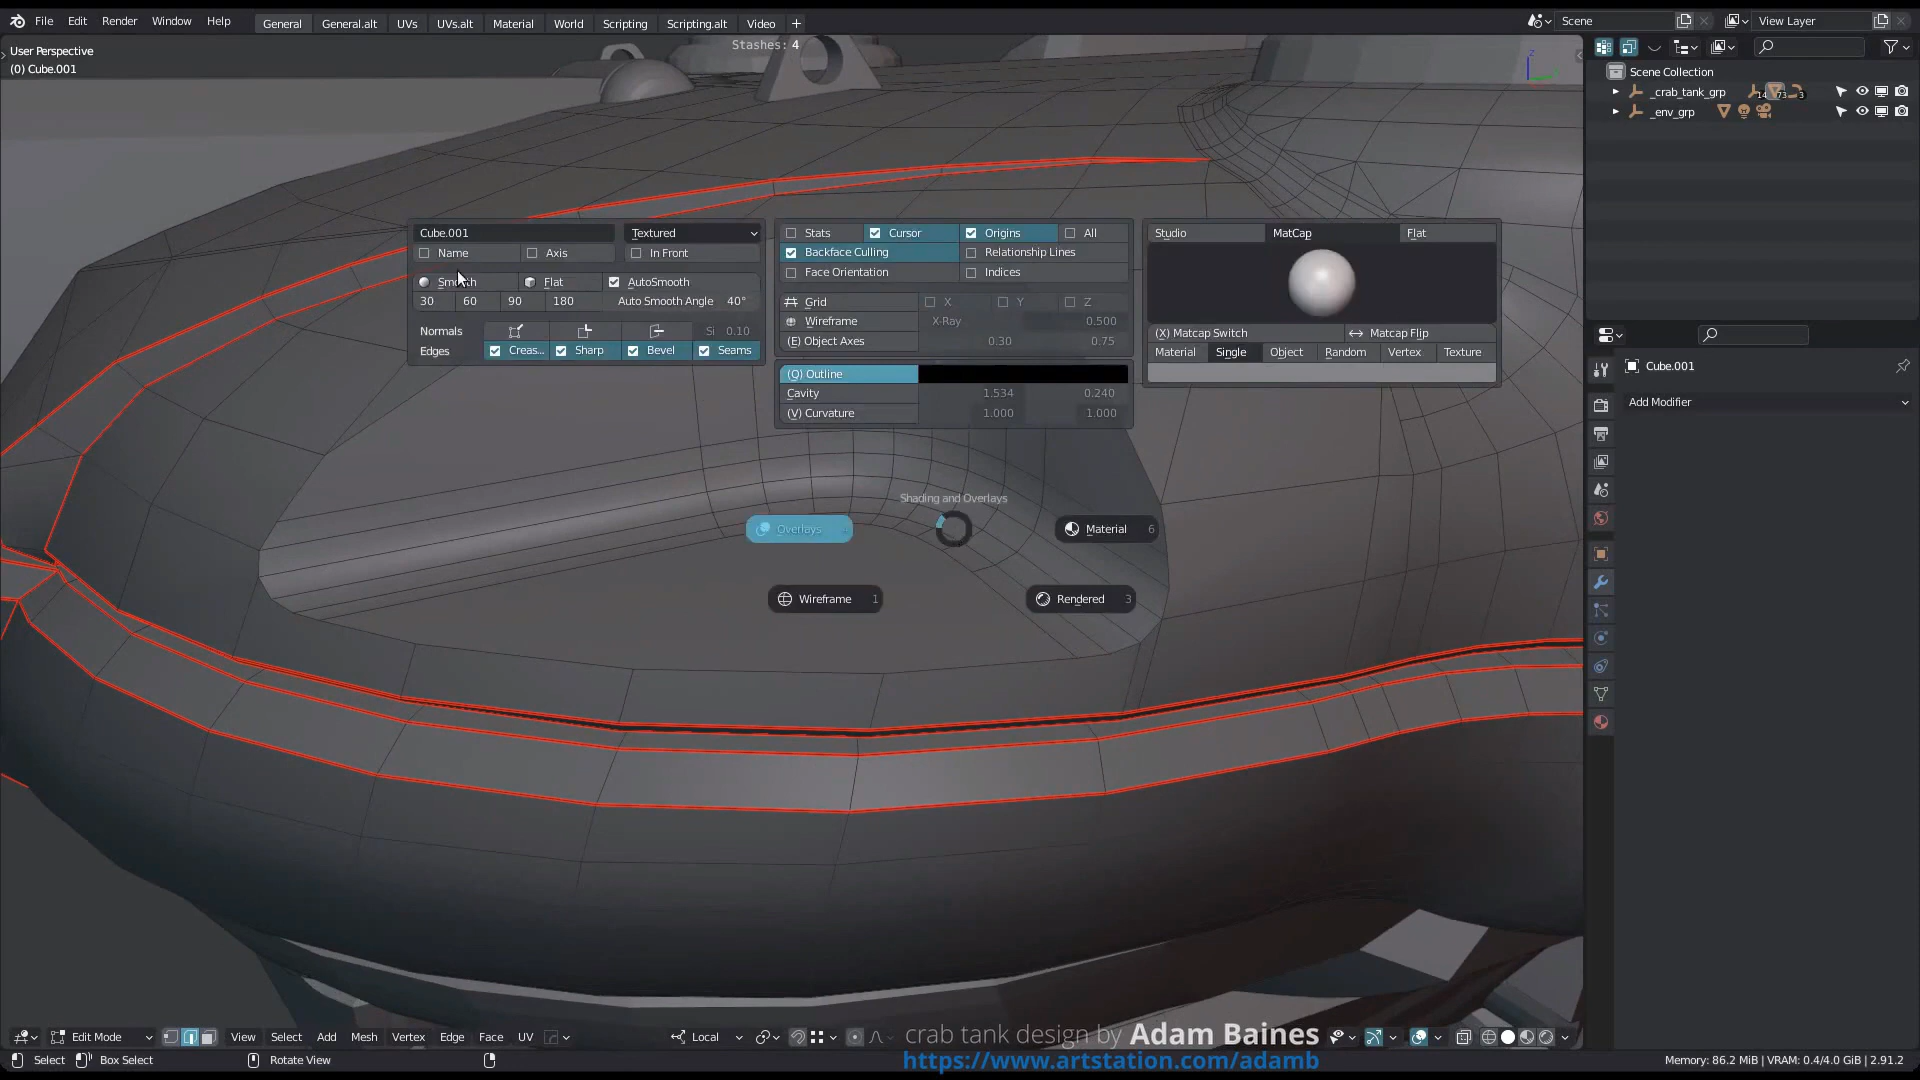 File Edit Render Window Help General General.alt UVs UVs.alt Material World Scripting Scripting.alt Video + Scene View Layer
User Perspective
(0) Cube.001
Stashes: 4
Scene Collection
_crab_tank_grp 14 73 3
_env_grp
Cube.001 Textured
Name Axis In Front
Smooth Flat AutoSmooth
30 60 90 180 Auto Smooth Angle 40°
Normals Si 0.10
Edges Creas... Sharp Bevel Seams
Stats Cursor Origins All
Backface Culling Relationship Lines
Face Orientation Indices
Grid X Y Z
Wireframe X-Ray 0.500
(E) Object Axes 0.30 0.75
(Q) Outline
Cavity 1.534 0.240
(V) Curvature 1.000 1.000
Studio MatCap Flat
(X) Matcap Switch Matcap Flip
Material Single Object Random Vertex Texture
Shading and Overlays
Overlays Material 6
Wireframe 1 Rendered 3
Cube.001
Add Modifier
Edit Mode View Select Add Mesh Vertex Edge Face UV Local
crab tank design by Adam Baines
https://www.artstation.com/adamb
Select Box Select Rotate View
Memory: 86.2 MiB | VRAM: 0.4/4.0 GiB | 2.91.2